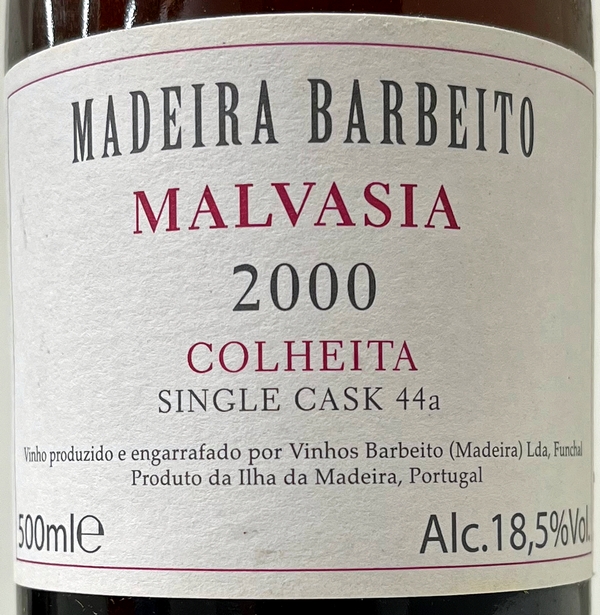 MADEIRA BARBEITO
MALVASIA
2000
COLHEITA
SINGLE CASK 44a
Vinho produzido e engarrafado por Vinhos Barbeito (Madeira) Lda, Funchal
Produto da Ilha da Madeira, Portugal
500ml℮ Alc.18,5%Vol.